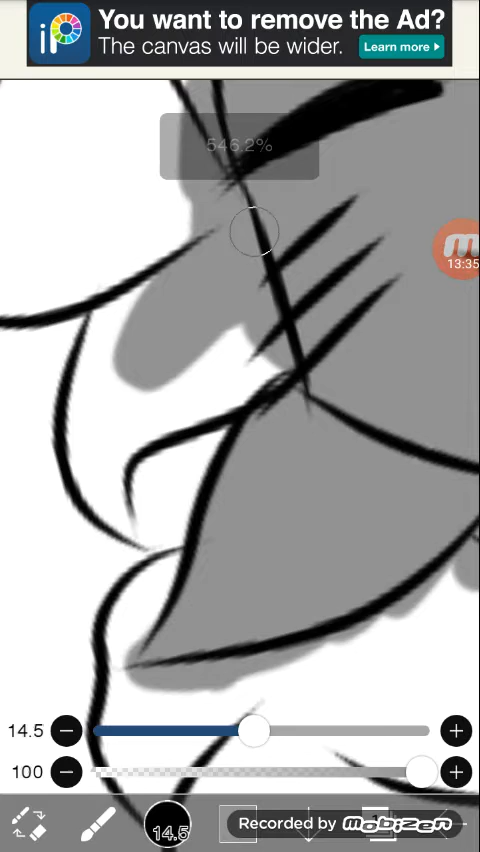 iP
You want to remove the Ad?
The canvas will be wider.
Learn more
546.2%
m
13:35
14.5
100
14.5
Recorded by mobizen